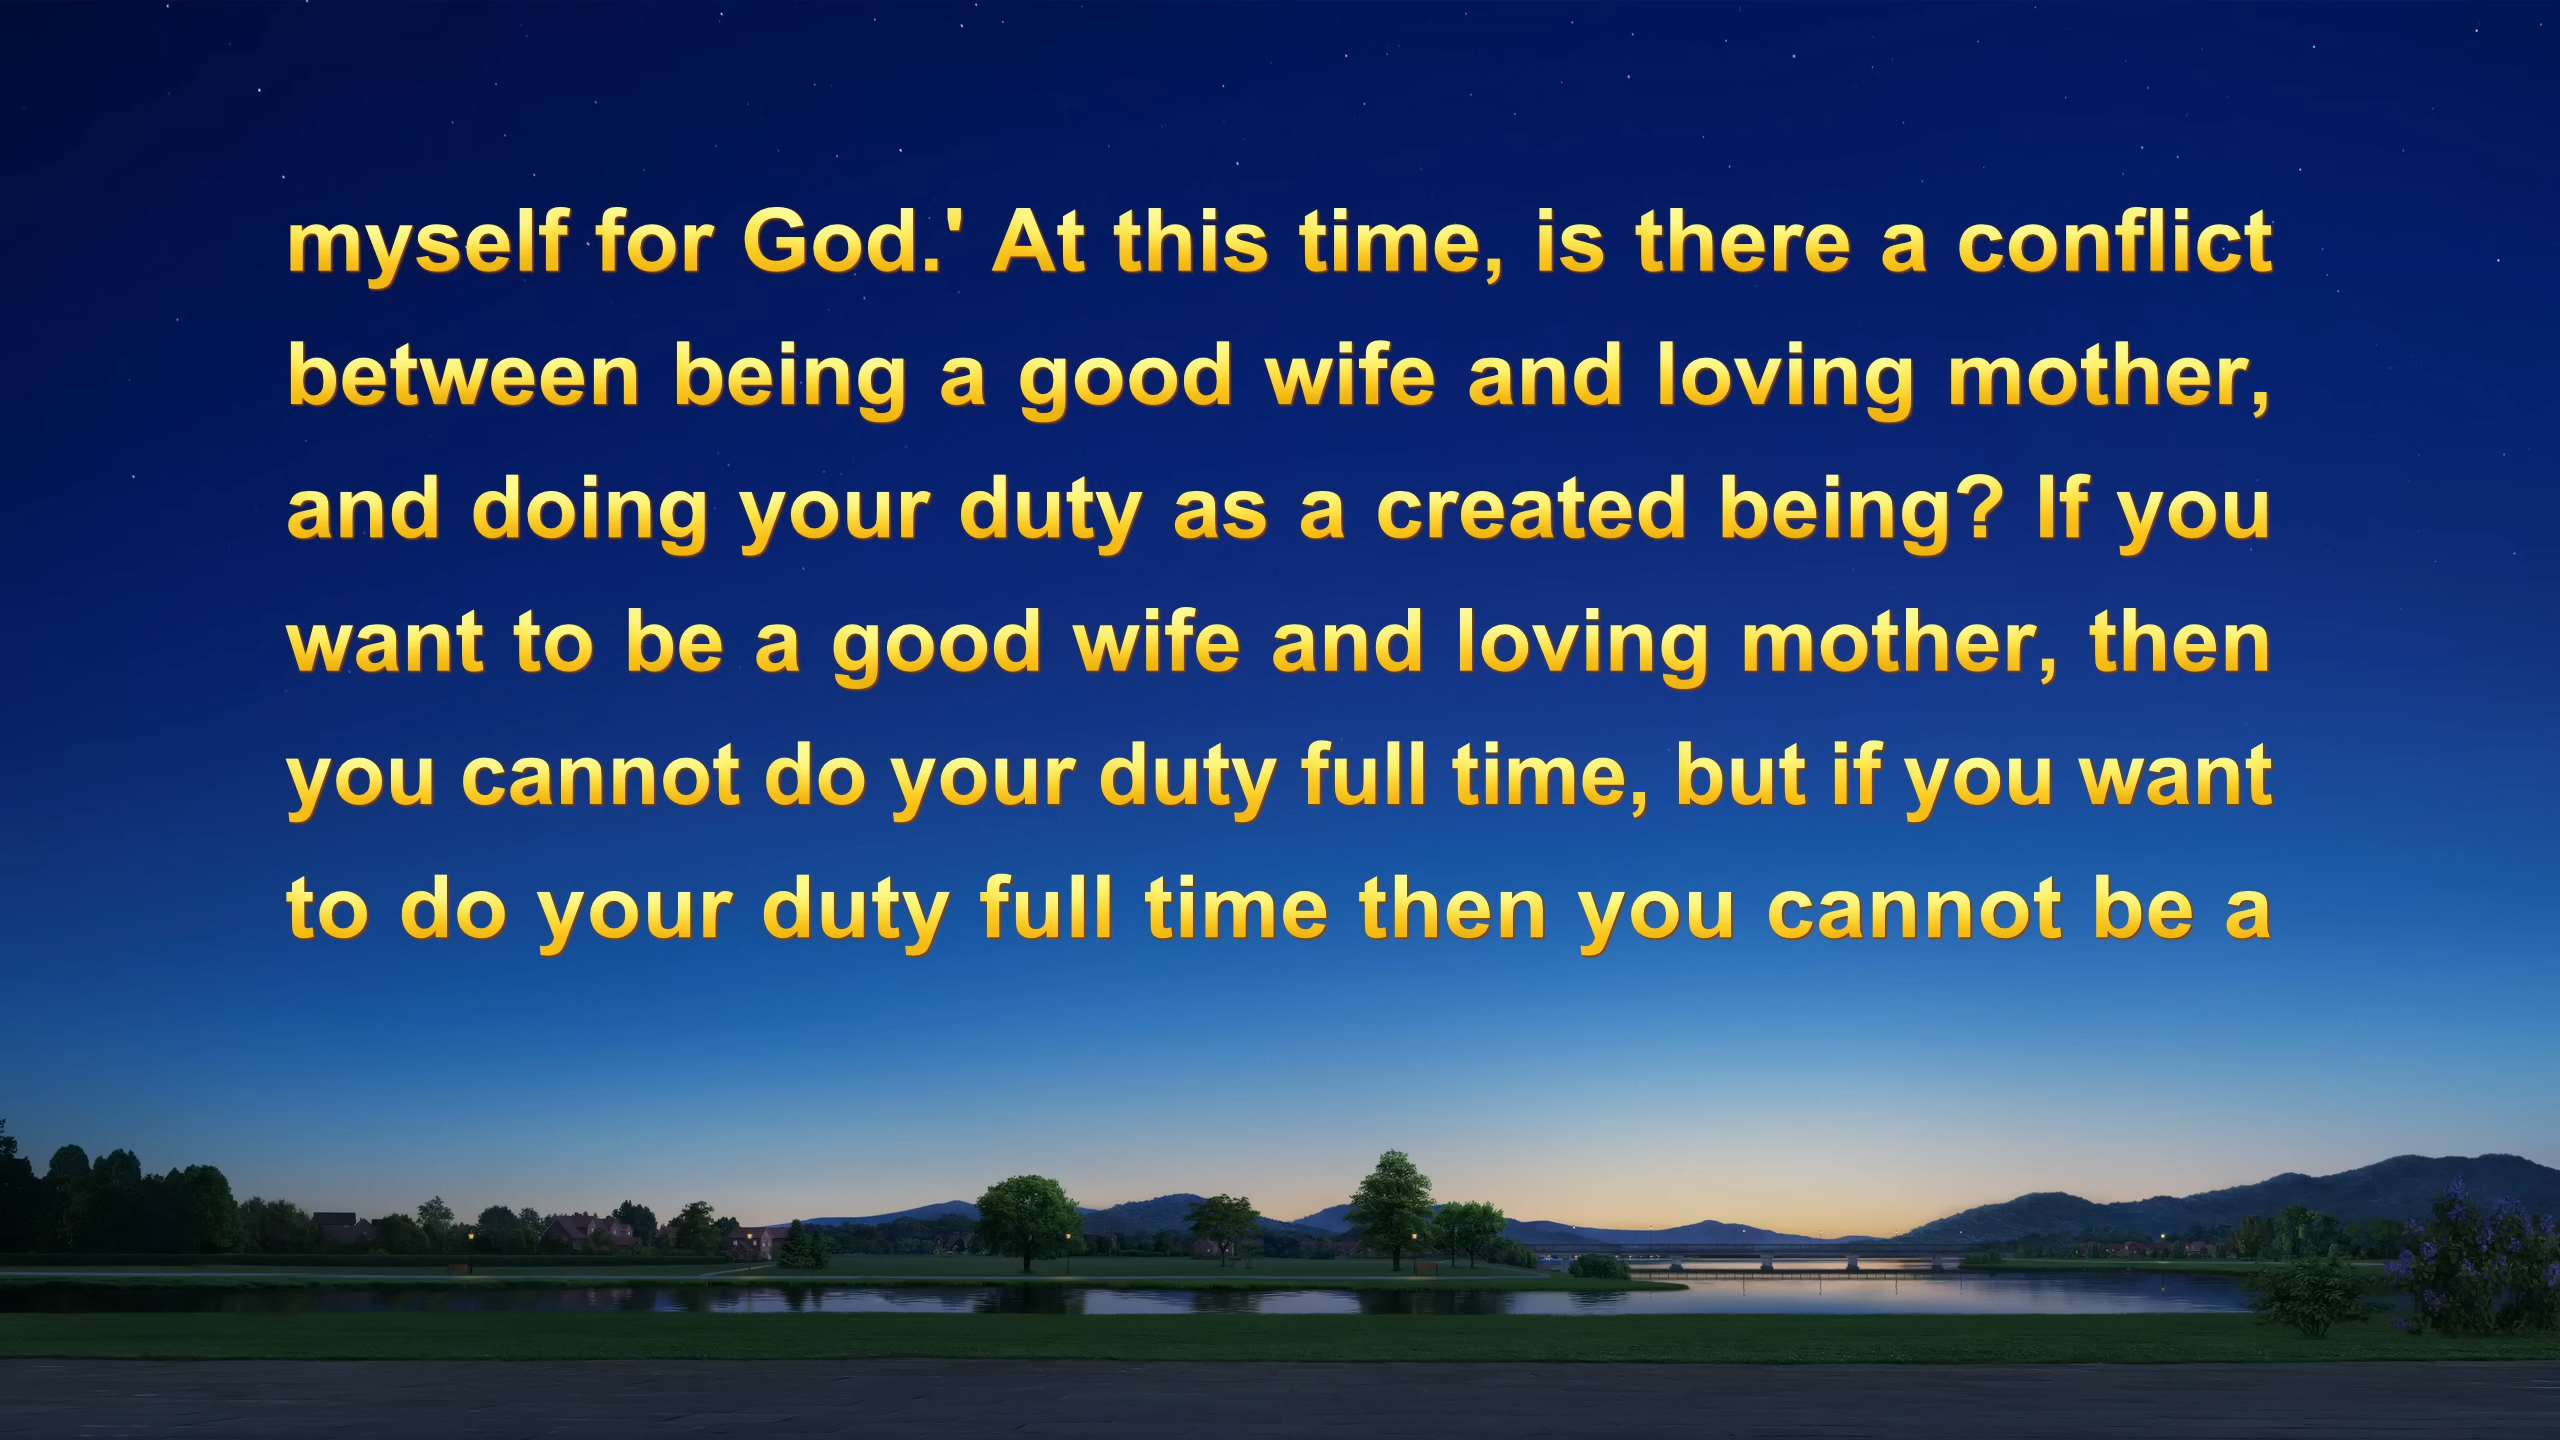 myself for God.' At this time, is there a conflict
between being a good wife and loving mother,
and doing your duty as a created being? If you
want to be a good wife and loving mother, then
you cannot do your duty full time, but if you want
to do your duty full time then you cannot be a